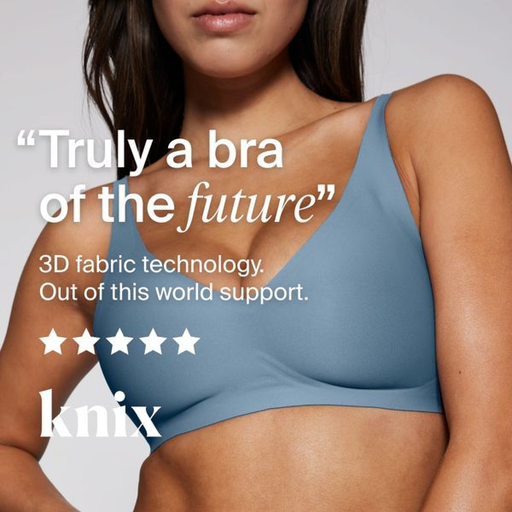 “Truly a bra
of the future”
3D fabric technology.
Out of this world support.
knix